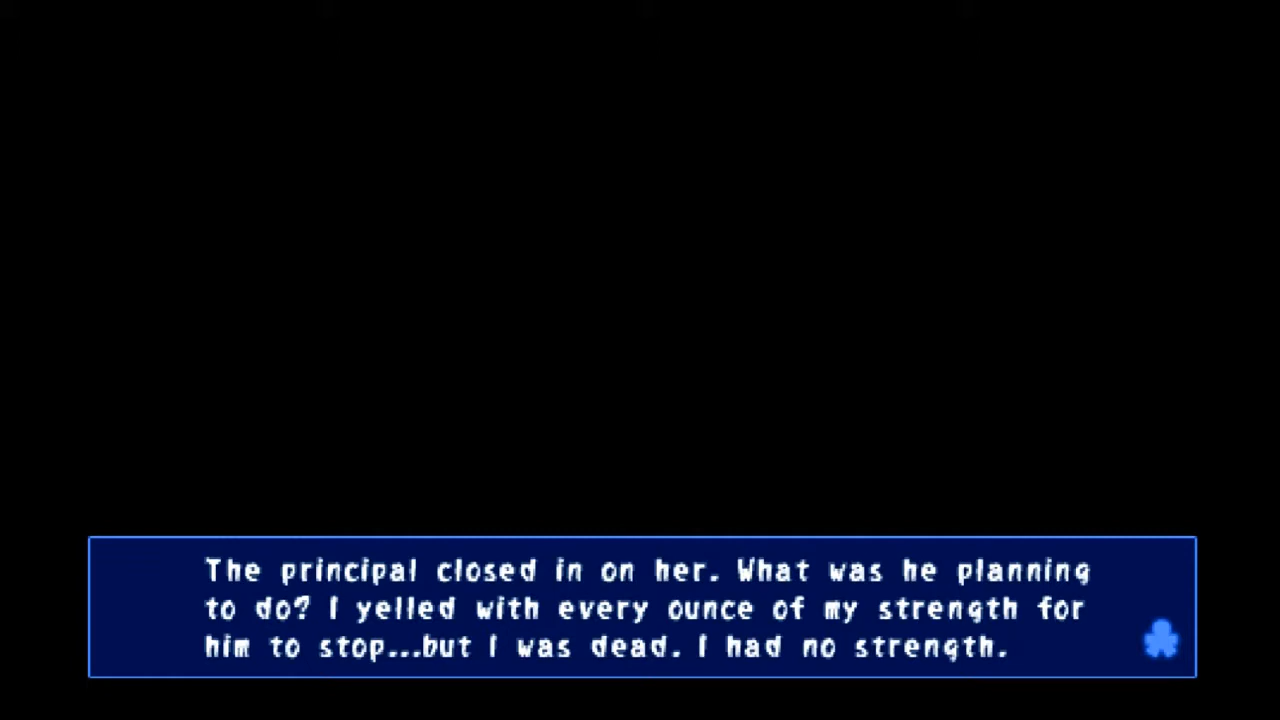 The principal closed in on her. What was he planning
to do? I yelled with every ounce of my strength for
him to stop...but I was dead. I had no strength.